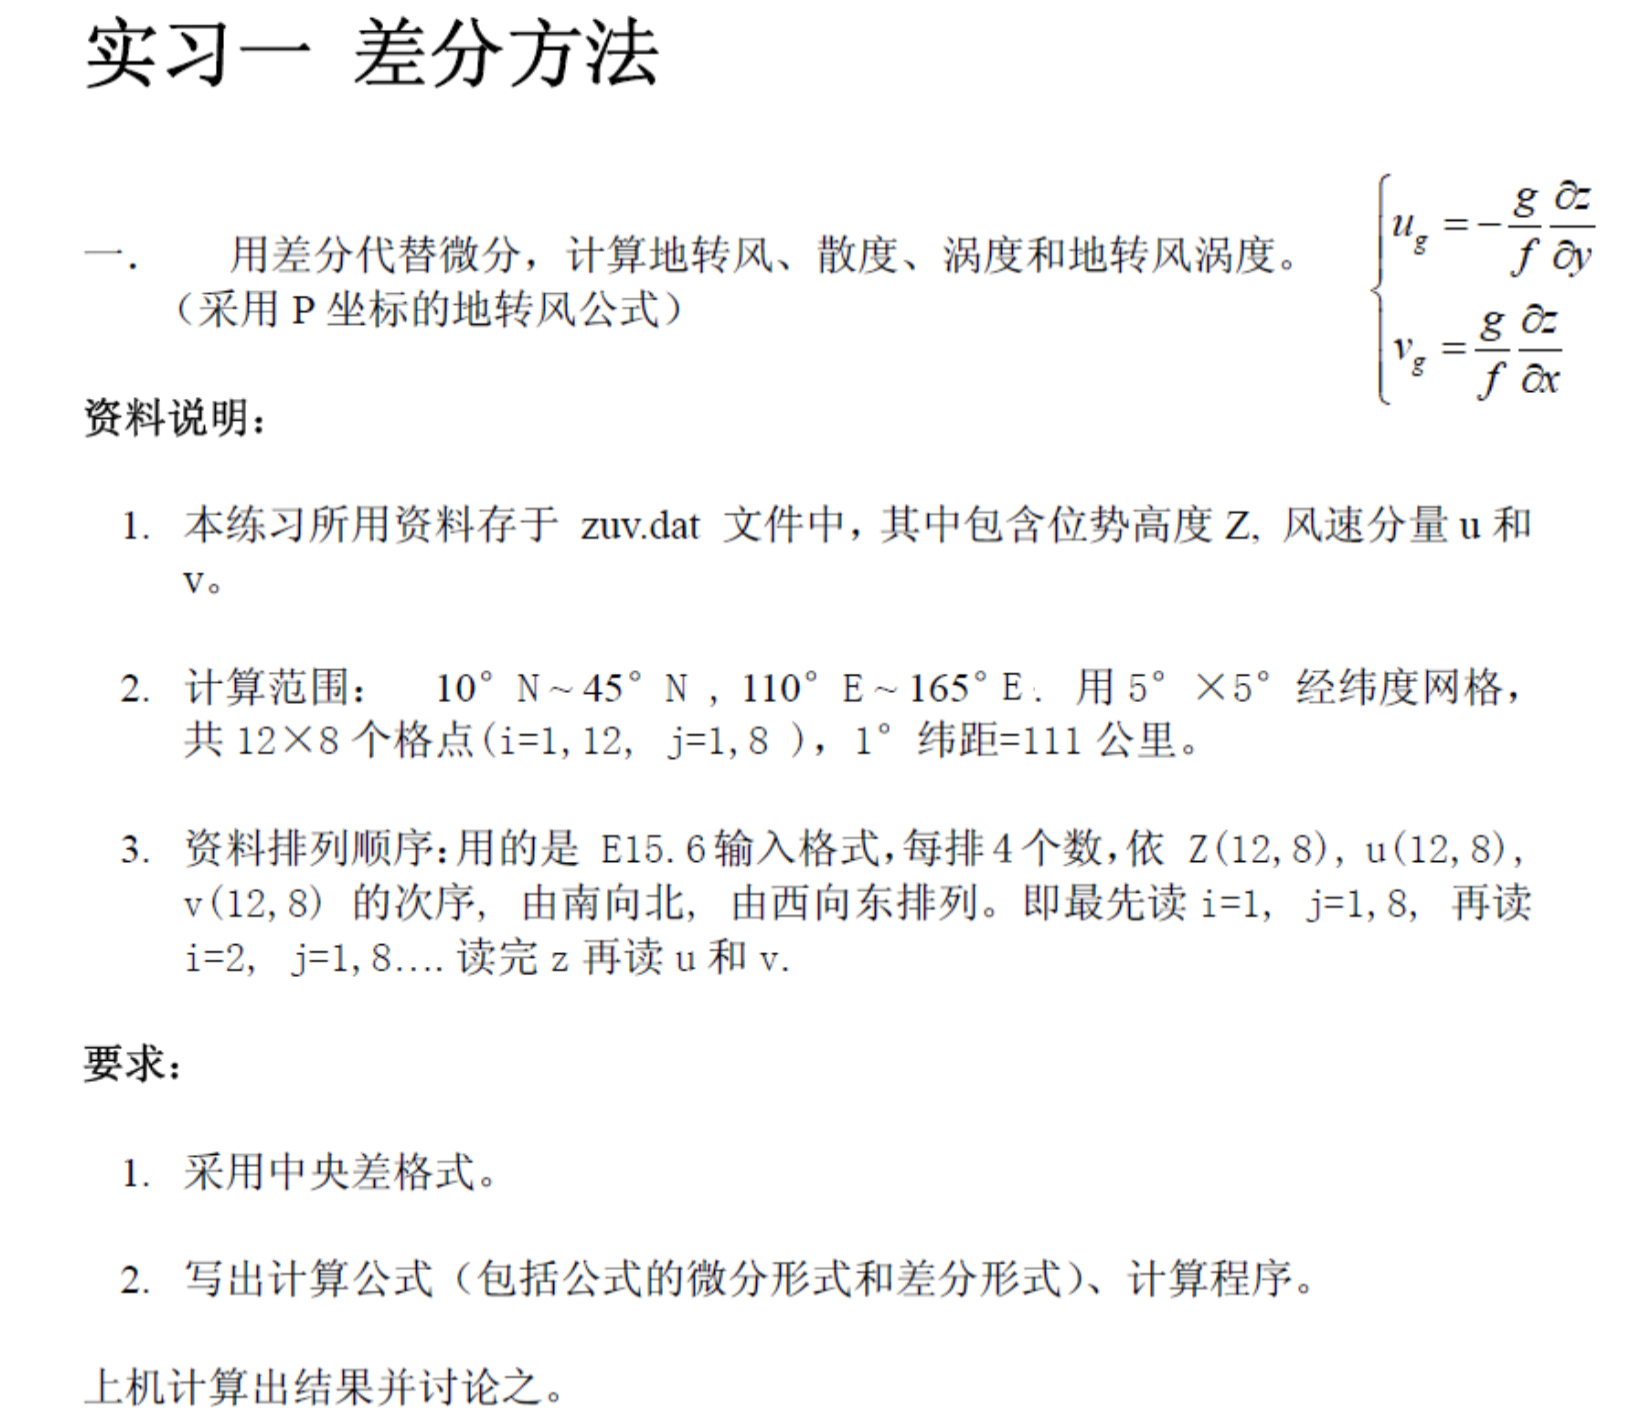 实习一 差分方法
一. 用差分代替微分，计算地转风、散度、涡度和地转风涡度。
（采用 P 坐标的地转风公式）
u_g = -\frac{g}{f}\frac{∂z}{∂y}
v_g = \frac{g}{f}\frac{∂z}{∂x}
资料说明：
1. 本练习所用资料存于 zuv.dat 文件中，其中包含位势高度 Z, 风速分量 u 和
v。
2. 计算范围： 10° N ~ 45° N , 110° E ~ 165° E. 用 5° ×5° 经纬度网格，
共 12×8 个格点(i=1,12, j=1,8 )，1° 纬距=111 公里。
3. 资料排列顺序：用的是 E15.6 输入格式，每排 4 个数，依 Z(12,8), u(12,8),
v(12,8) 的次序, 由南向北, 由西向东排列。即最先读 i=1, j=1,8, 再读
i=2, j=1,8.... 读完 z 再读 u 和 v.
要求：
1. 采用中央差格式。
2. 写出计算公式（包括公式的微分形式和差分形式）、计算程序。
上机计算出结果并讨论之。